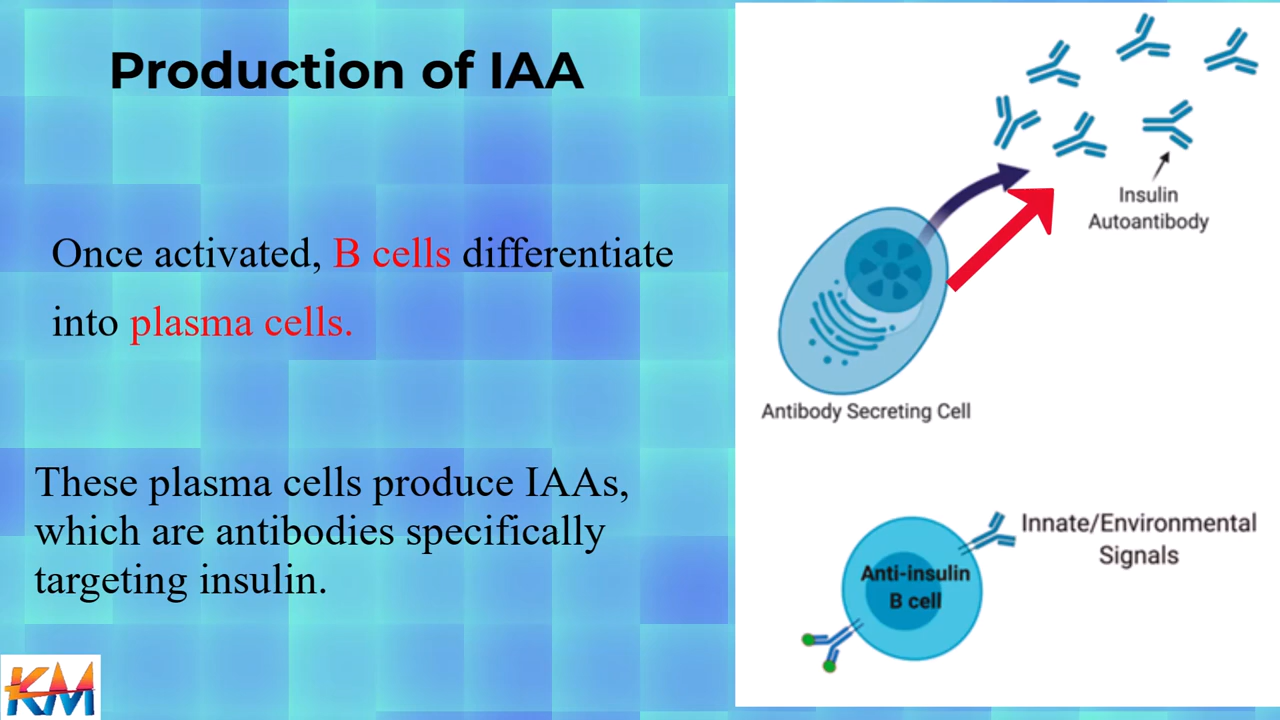 Production of IAA
Once activated, B cells differentiate
into plasma cells.
These plasma cells produce IAAs,
which are antibodies specifically
targeting insulin.
Insulin
Autoantibody
Antibody Secreting Cell
Innate/Environmental
Signals
Anti-insulin
B cell
KM